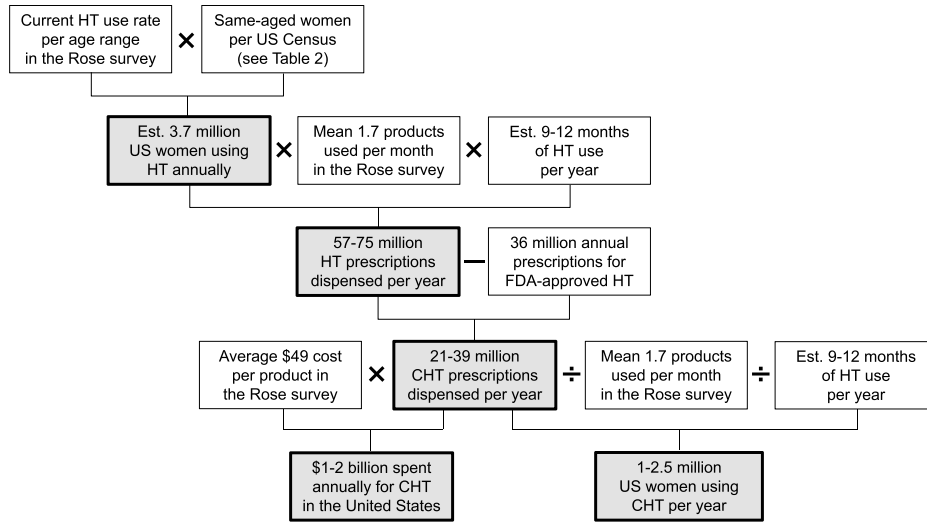 Current HT use rate
per age range
in the Rose survey
×
Same-aged women
per US Census
(see Table 2)
Est. 3.7 million
US women using
HT annually
×
Mean 1.7 products
used per month
in the Rose survey
×
Est. 9-12 months
of HT use
per year
57-75 million
HT prescriptions
dispensed per year
—
36 million annual
prescriptions for
FDA-approved HT
Average $49 cost
per product in
the Rose survey
×
21-39 million
CHT prescriptions
dispensed per year
÷
Mean 1.7 products
used per month
in the Rose survey
÷
Est. 9-12 months
of HT use
per year
$1-2 billion spent
annually for CHT
in the United States
1-2.5 million
US women using
CHT per year